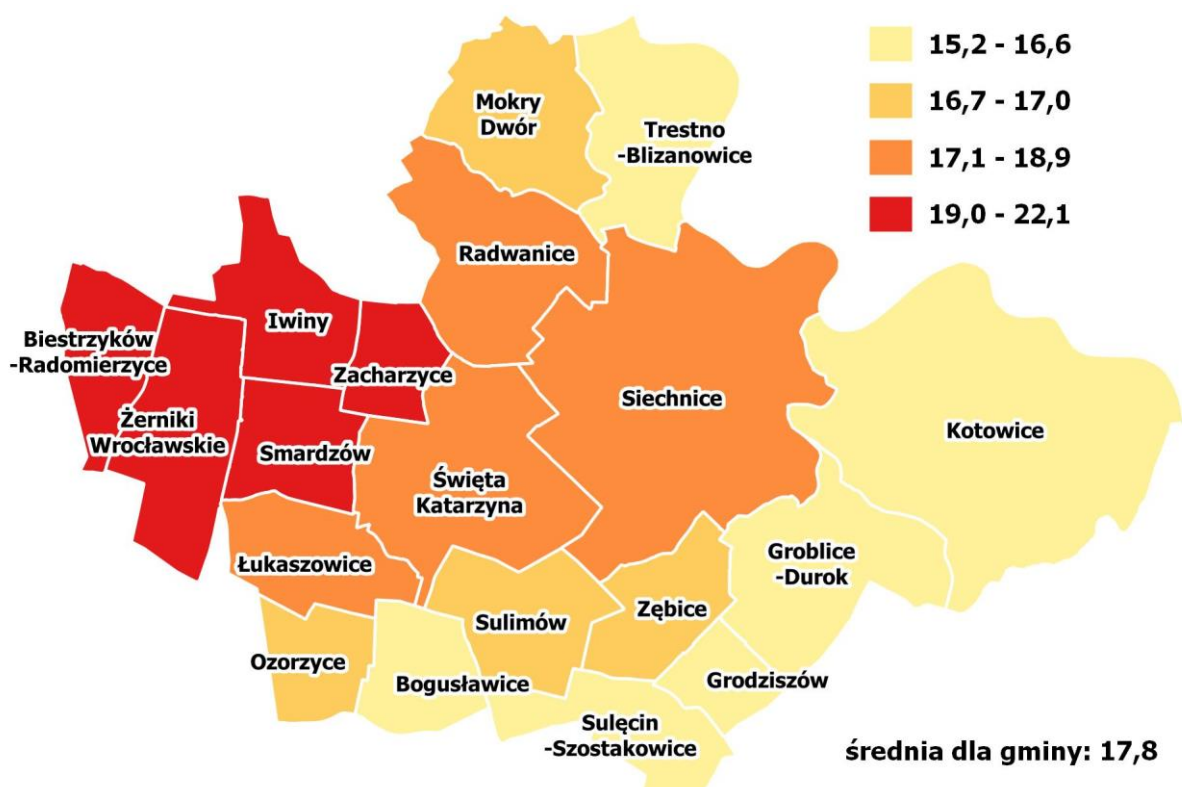 15,2 - 16,6
16,7 - 17,0
17,1 - 18,9
19,0 - 22,1
Mokry
Dwór
Trestno
-Blizanowice
Radwanice
Iwiny
Biestrzyków
-Radomierzyce
Zacharzyce
Siechnice
Kotowice
Żerniki
Wrocławskie
Smardzów
Święta
Katarzyna
Łukaszowice
Groblice
-Durok
Sulimów
Zębice
Ozorzyce
Bogusławice
Grodziszów
Sulęcin
-Szostakowice
średnia dla gminy: 17,8